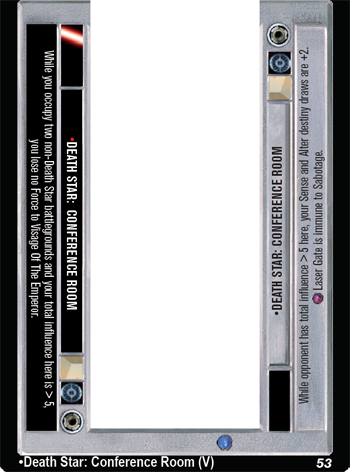 While you occupy two non-Death Star battlegrounds and your total influence here is > 5,
you lose no Force to Visage Of The Emperor.
•DEATH STAR: CONFERENCE ROOM
•DEATH STAR: CONFERENCE ROOM
While opponent has total influence > 5 here, your Sense and Alter destiny draws are +2.
Laser Gate is immune to Sabotage.
•Death Star: Conference Room (V) 53